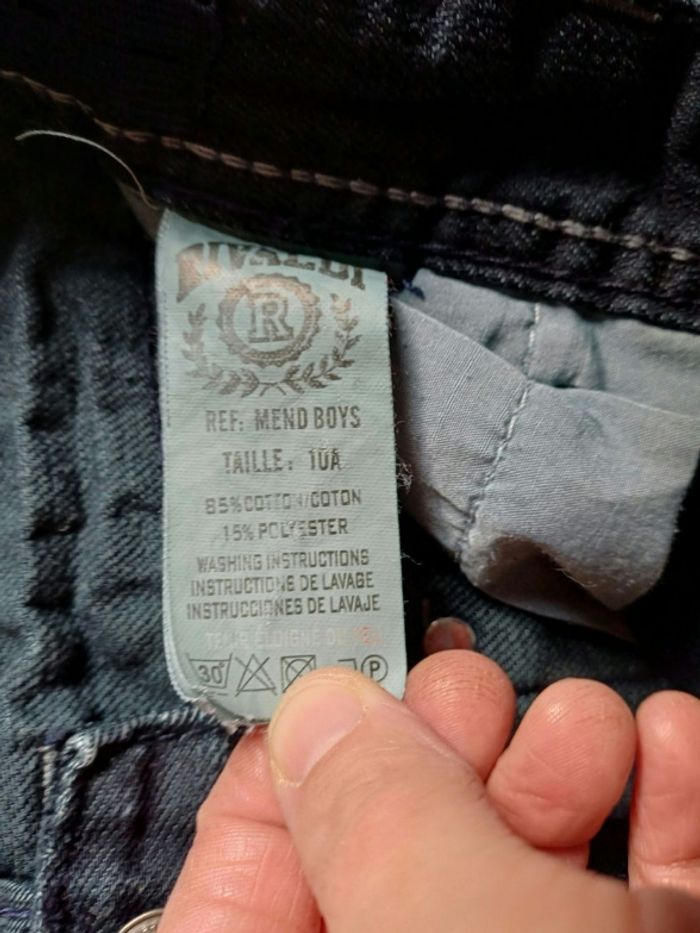 RIVALDI
R
REF: MEND BOYS
TAILLE: 10A
85%COTTON/COTON
15% POLYESTER
WASHING INSTRUCTIONS
INSTRUCTIONS DE LAVAGE
INSTRUCCIONES DE LAVAJE
30°
P